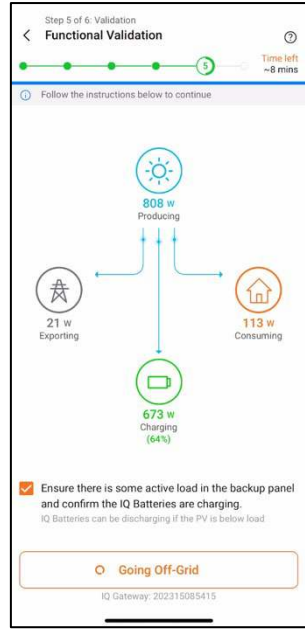 Step 5 of 6: Validation
Functional Validation
5
Time left
~8 mins
Follow the instructions below to continue
808 w
Producing
21 w
Exporting
113 w
Consuming
673 w
Charging
(64%)
Ensure there is some active load in the backup panel
and confirm the IQ Batteries are charging.
IQ Batteries can be discharging if the PV is below load
Going Off-Grid
IQ Gateway: 202315085415